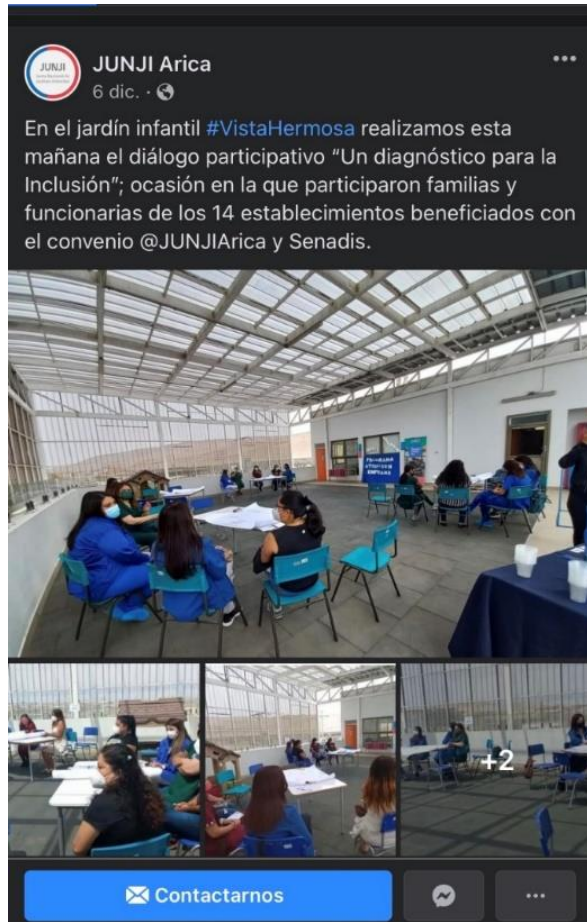 JUNJI
JUNJI Arica
6 dic. ·
En el jardín infantil #VistaHermosa realizamos esta
mañana el diálogo participativo “Un diagnóstico para la
Inclusión”; ocasión en la que participaron familias y
funcionarias de los 14 establecimientos beneficiados con
el convenio @JUNJIArica y Senadis.
+2
Contactarnos